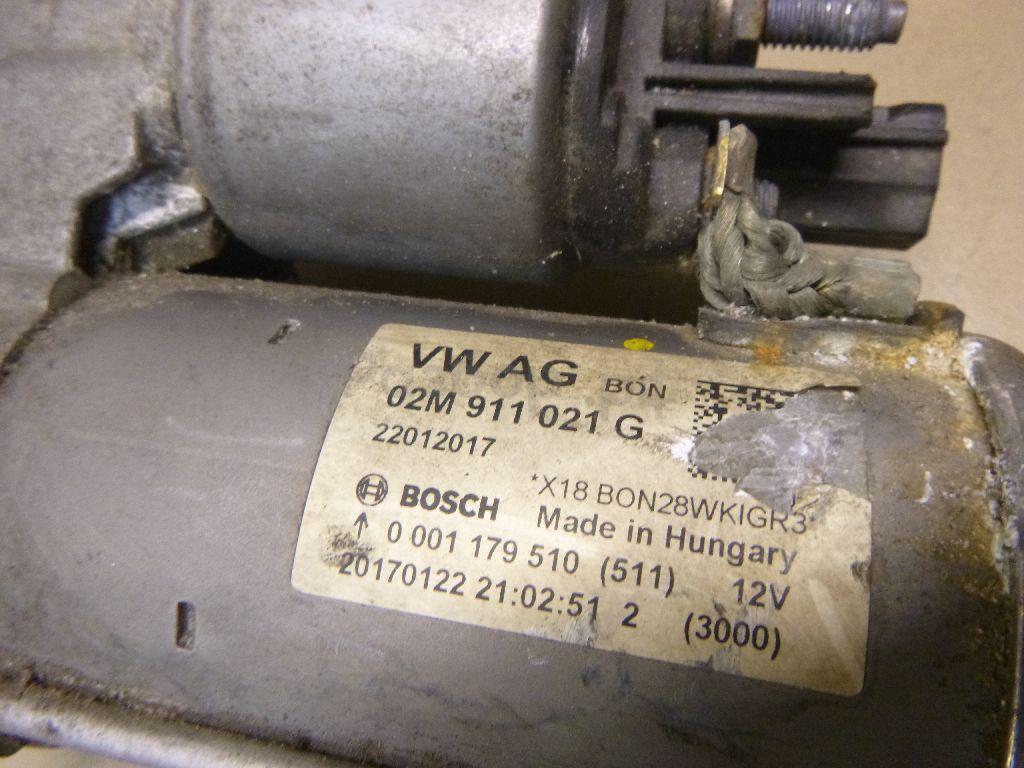 VW AG BÓN
02M 911 021 G
22012017
*X18 BON28WKIGR3*
BOSCH Made in Hungary
↑ 0 001 179 510 (511) 12V
20170122 21:02:51 2 (3000)